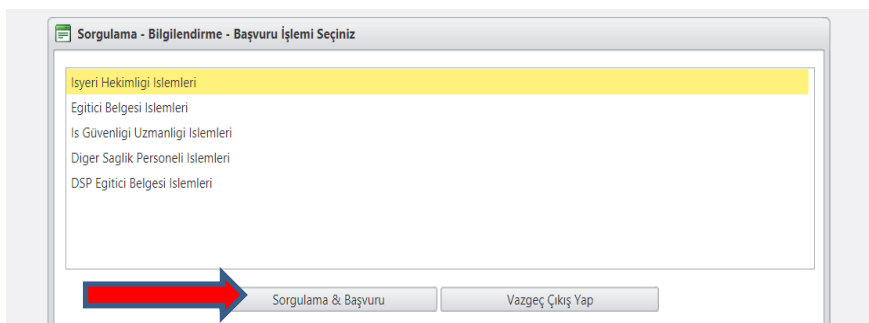 Sorgulama - Bilgilendirme - Başvuru İşlemi Seçiniz
Isyeri Hekimligi Islemleri
Egitici Belgesi Islemleri
Is Güvenligi Uzmanligi Islemleri
Diger Saglik Personeli Islemleri
DSP Egitici Belgesi Islemleri
Sorgulama & Başvuru
Vazgeç Çıkış Yap